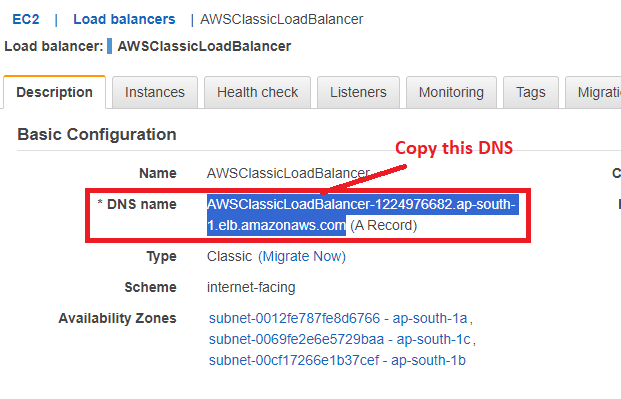 EC2 | Load balancers | AWSClassicLoadBalancer
Load balancer: AWSClassicLoadBalancer
Description Instances Health check Listeners Monitoring Tags Migrati
Basic Configuration
Copy this DNS
Name AWSClassicLoadBalancer
* DNS name AWSClassicLoadBalancer-1224976682.ap-south-
1.elb.amazonaws.com (A Record)
Type Classic (Migrate Now)
Scheme internet-facing
Availability Zones subnet-0012fe787fe8d6766 - ap-south-1a,
subnet-0069fe2e6e5729baa - ap-south-1c,
subnet-00cf17266e1b37cef - ap-south-1b